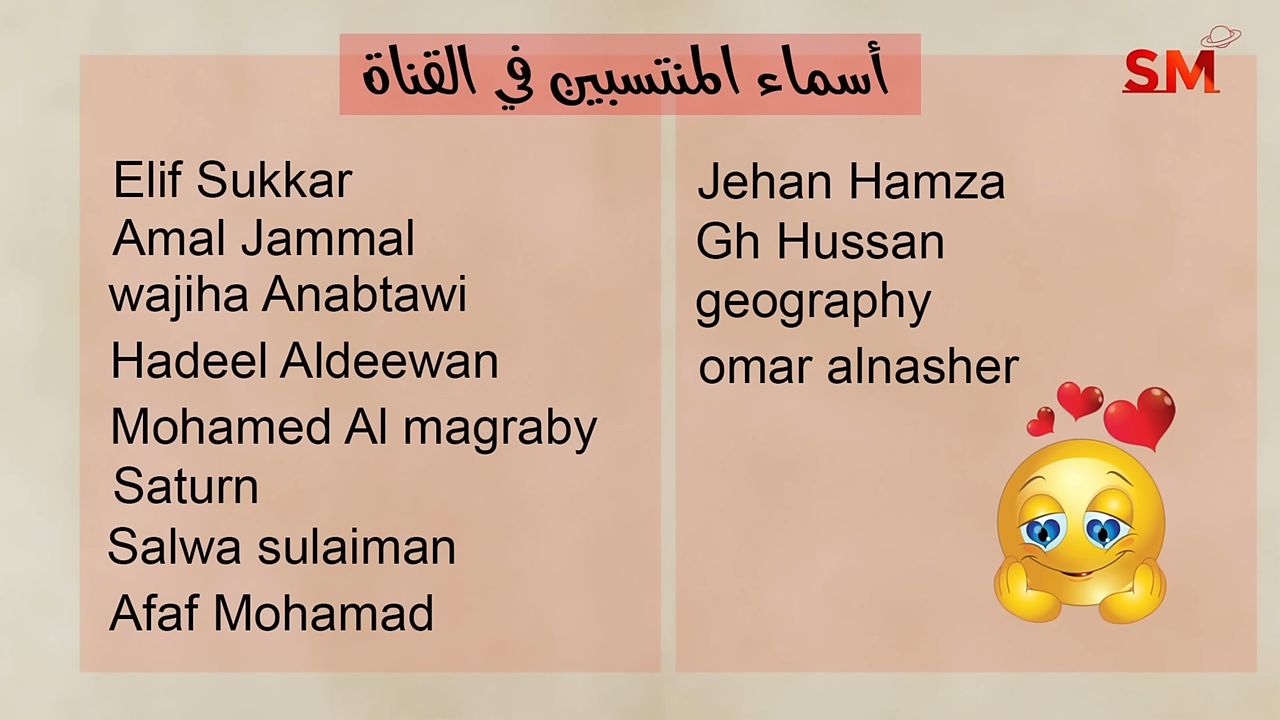 أسماء المنتسبين في القناة
SM
Elif Sukkar
Amal Jammal
wajiha Anabtawi
Hadeel Aldeewan
Mohamed Al magraby
Saturn
Salwa sulaiman
Afaf Mohamad
Jehan Hamza
Gh Hussan
geography
omar alnasher